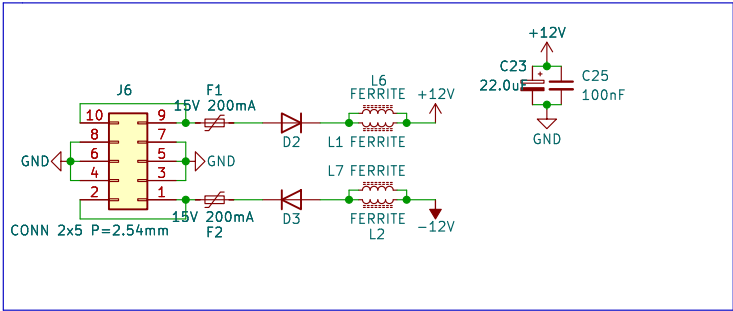 +12V
C23
22.0uF
C25
100nF
GND
J6
F1
15V 200mA
L6
FERRITE
+12V
10
9
8
7
6
5
4
3
2
1
GND
GND
D2
L1 FERRITE
L7 FERRITE
15V 200mA
F2
D3
FERRITE
L2
-12V
CONN 2x5 P=2.54mm